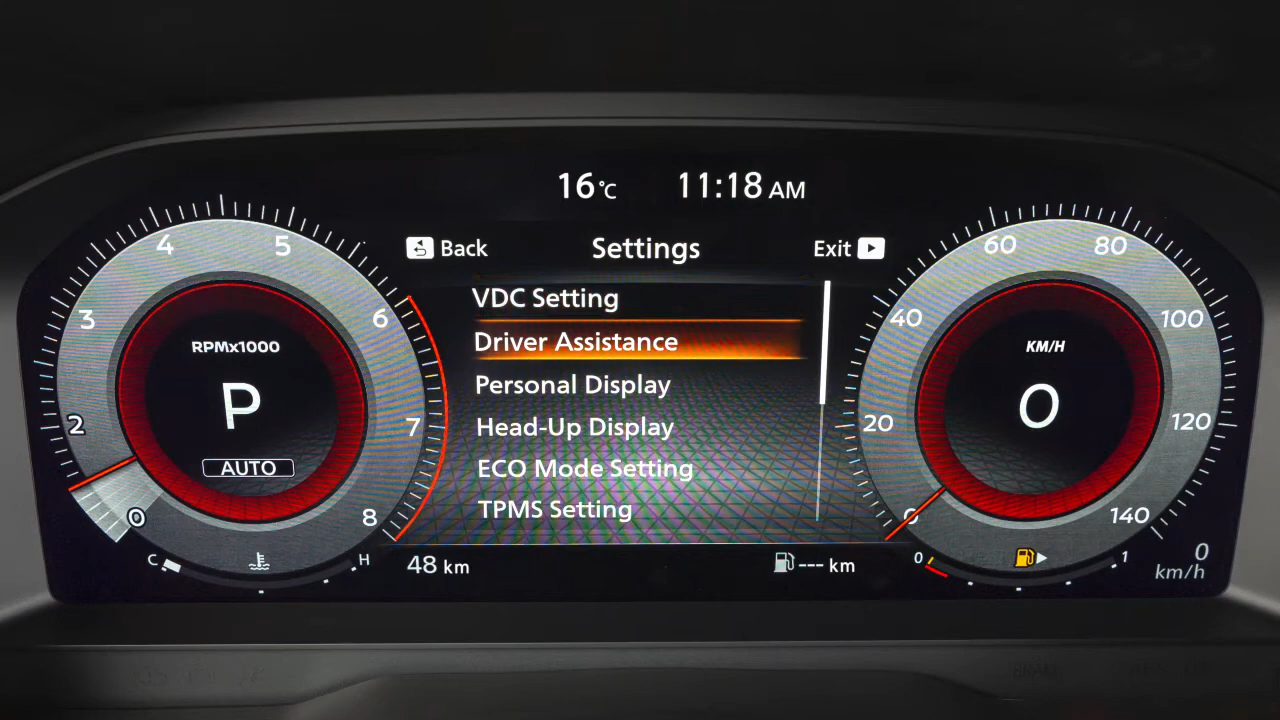 16°C 11:18 AM
Back Settings Exit
VDC Setting
Driver Assistance
Personal Display
Head-Up Display
ECO Mode Setting
TPMS Setting
48 km
--- km
0 2 3 4 5 6 7 8
RPMx1000
P
AUTO
C H
0 20 40 60 80 100 120 140
KM/H
0
0 1
0
km/h